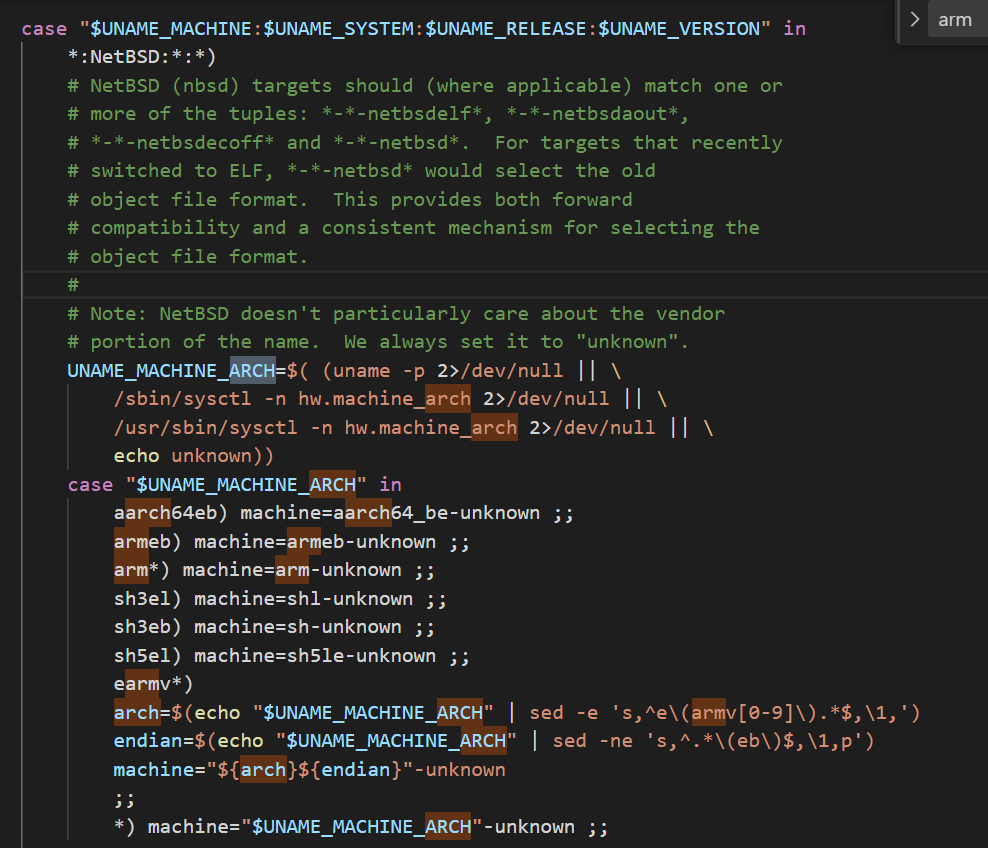 case "$UNAME_MACHINE:$UNAME_SYSTEM:$UNAME_RELEASE:$UNAME_VERSION" in
> arm
*:NetBSD:*:*)
# NetBSD (nbsd) targets should (where applicable) match one or
# more of the tuples: *-*-netbsdelf*, *-*-netbsdaout*,
# *-*-netbsdecoff* and *-*-netbsd*.  For targets that recently
# switched to ELF, *-*-netbsd* would select the old
# object file format.  This provides both forward
# compatibility and a consistent mechanism for selecting the
# object file format.
#
# Note: NetBSD doesn't particularly care about the vendor
# portion of the name.  We always set it to "unknown".
UNAME_MACHINE_ARCH=$( (uname -p 2>/dev/null || \
/sbin/sysctl -n hw.machine_arch 2>/dev/null || \
/usr/sbin/sysctl -n hw.machine_arch 2>/dev/null || \
echo unknown))
case "$UNAME_MACHINE_ARCH" in
aarch64eb) machine=aarch64_be-unknown ;;
armeb) machine=armeb-unknown ;;
arm*) machine=arm-unknown ;;
sh3el) machine=shl-unknown ;;
sh3eb) machine=sh-unknown ;;
sh5el) machine=sh5le-unknown ;;
earmv*)
arch=$(echo "$UNAME_MACHINE_ARCH" | sed -e 's,^e\(armv[0-9]\).*$,\1,')
endian=$(echo "$UNAME_MACHINE_ARCH" | sed -ne 's,^.*\(eb\)$,\1,p')
machine="${arch}${endian}"-unknown
;;
*) machine="$UNAME_MACHINE_ARCH"-unknown ;;